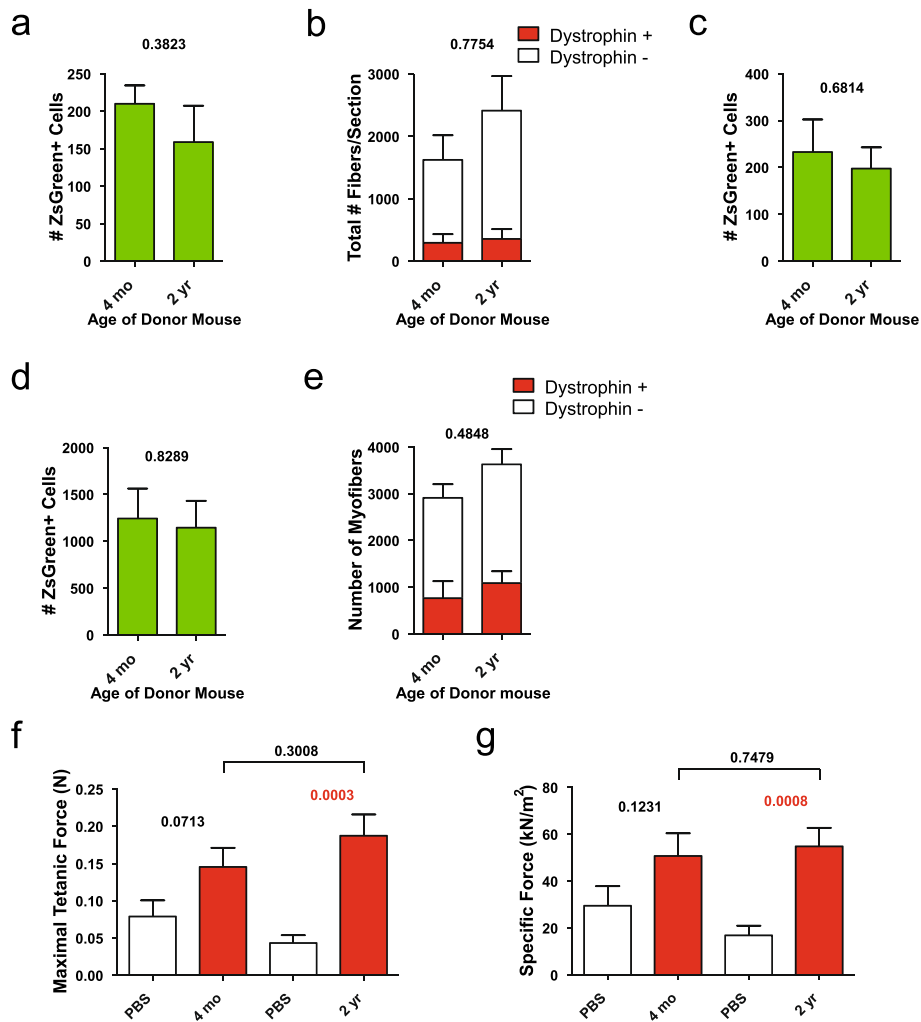 a
0.3823
# ZsGreen+ Cells
250
200
150
100
50
0
4 mo
2 yr
Age of Donor Mouse
b
0.7754
Dystrophin +
Dystrophin -
Total # Fibers/Section
3000
2000
1000
0
4 mo
2 yr
Age of Donor Mouse
c
0.6814
# ZsGreen+ Cells
400
300
200
100
0
4 mo
2 yr
Age of Donor Mouse
d
0.8289
# ZsGreen+ Cells
2000
1500
1000
500
0
4 mo
2 yr
Age of Donor Mouse
e
Dystrophin +
Dystrophin -
0.4848
Number of Myofibers
4000
3000
2000
1000
0
4 mo
2 yr
Age of Donor mouse
f
0.3008
0.0713
0.0003
Maximal Tetanic Force (N)
0.25
0.20
0.15
0.10
0.05
0.00
PBS
4 mo
PBS
2 yr
g
0.7479
0.1231
0.0008
Specific Force (kN/m²)
80
60
40
20
0
PBS
4 mo
PBS
2 yr